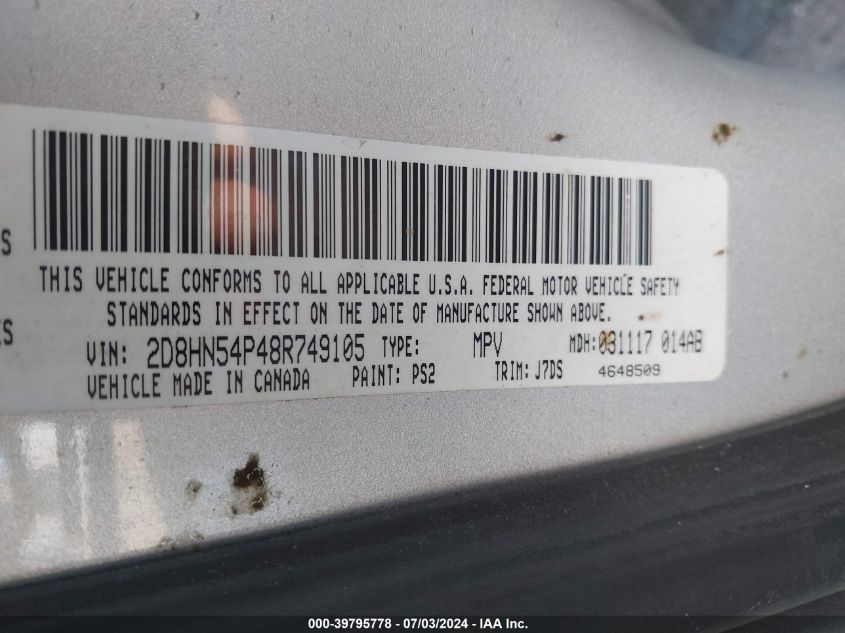 S
THIS VEHICLE CONFORMS TO ALL APPLICABLE U.S.A. FEDERAL MOTOR VEHICLE SAFETY
STANDARDS IN EFFECT ON THE DATE OF MANUFACTURE SHOWN ABOVE.
ES
VIN: 2D8HN54P48R749105 TYPE: MPV MDH: 031117 014AB
VEHICLE MADE IN CANADA PAINT: PS2 TRIM: J7DS 4648509
000-39795778 - 07/03/2024 - IAA Inc.